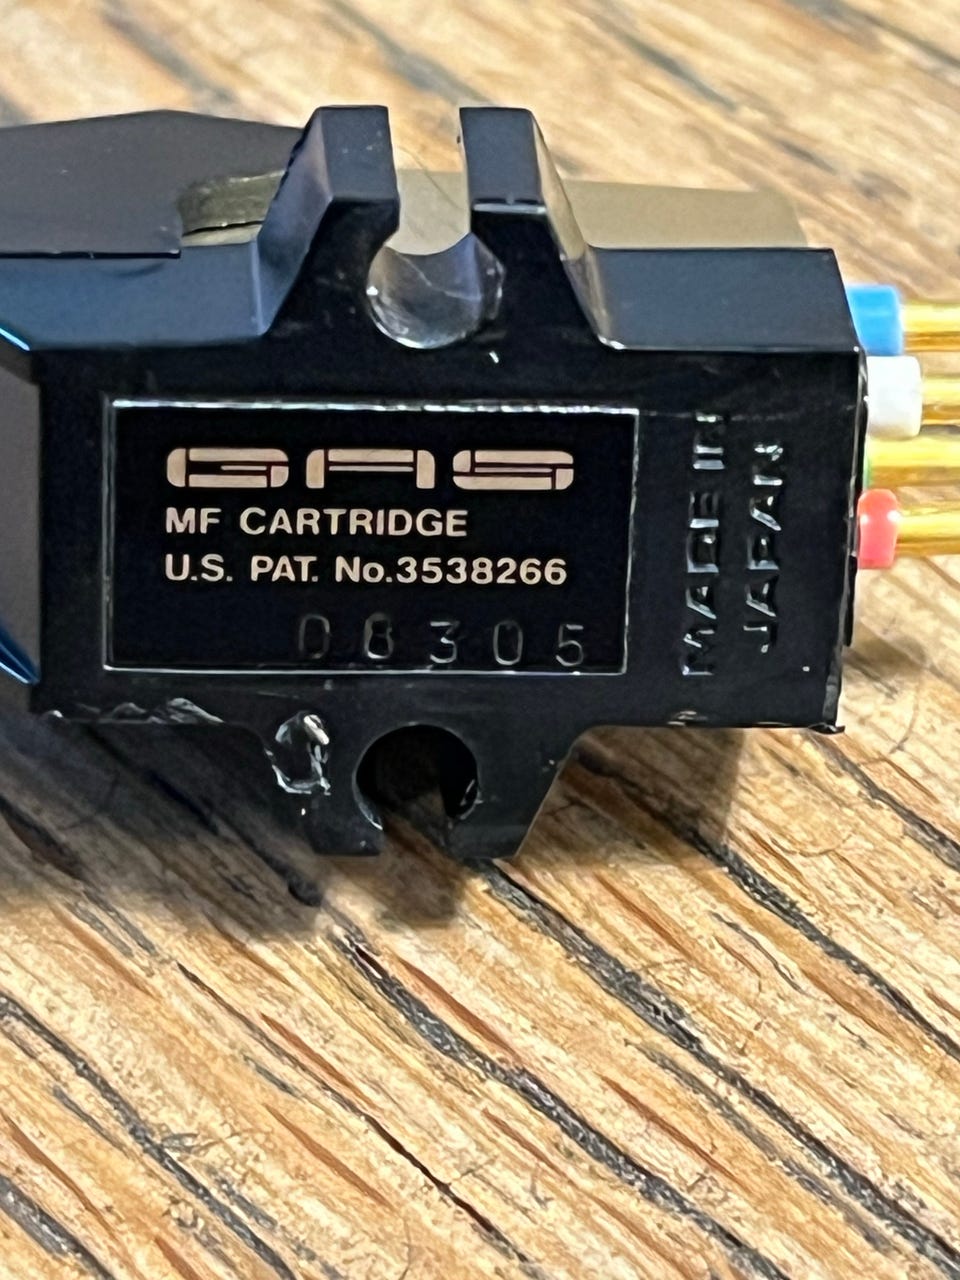 GAS
MF CARTRIDGE
U.S. PAT. No.3538266
08305
MADE IN
JAPAN